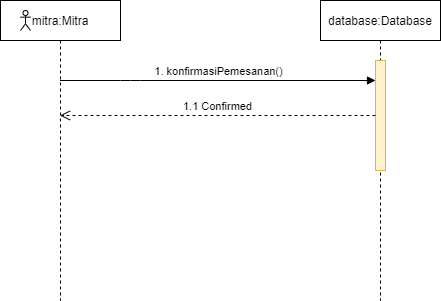 mitra:Mitra
database:Database
1. konfirmasiPemesanan()
1.1 Confirmed